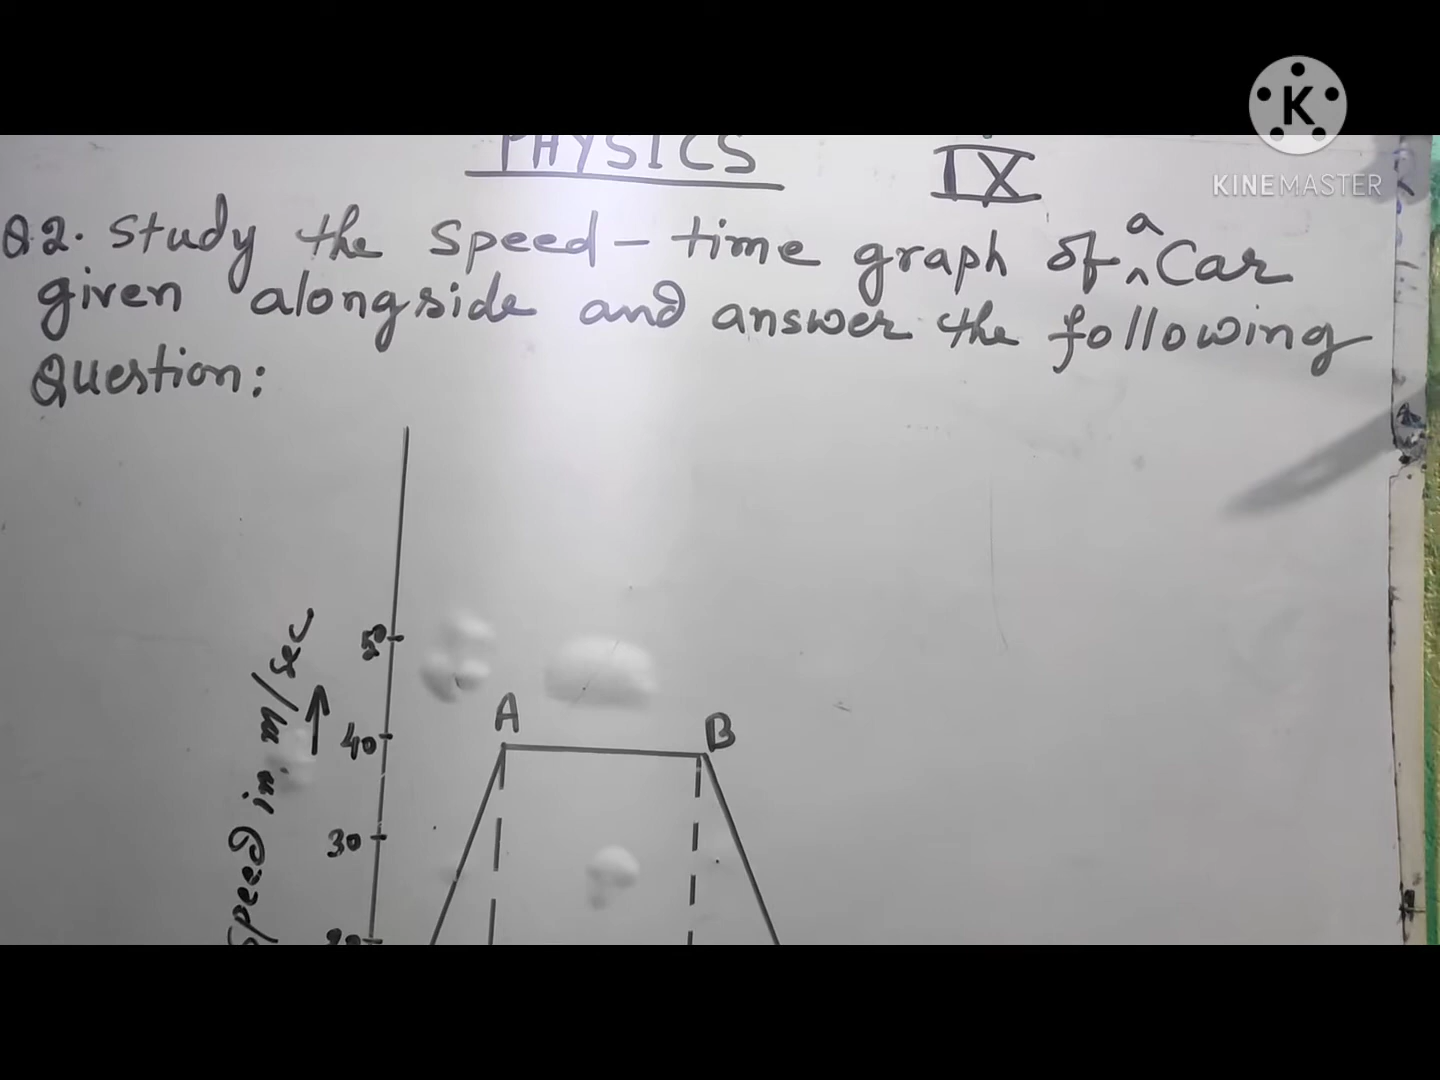 K
KINEMASTER
PHYSICS
IX
Q.2. Study the Speed - time graph of a Car
given alongside and answer the following
Question:
50
40
30
20
Speed in m/sec
A
B